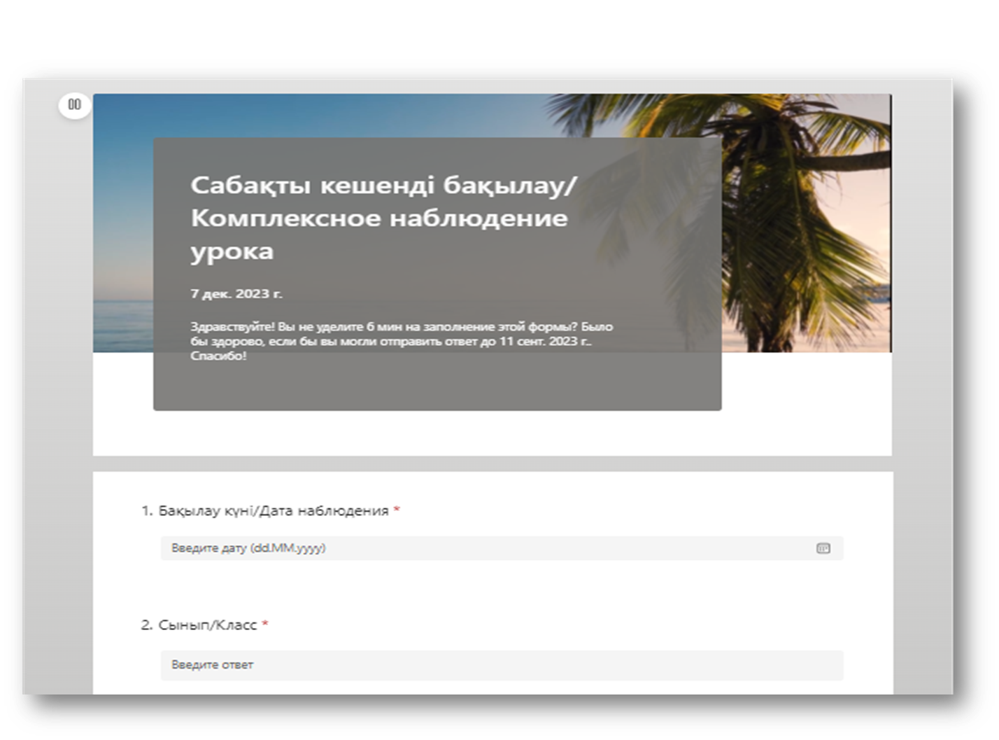 Сабақты кешенді бақылау/
Комплексное наблюдение
урока
7 дек. 2023 г.
Здравствуйте! Вы не уделите 6 мин на заполнение этой формы? Было
бы здорово, если бы вы могли отправить ответ до 11 сент. 2023 г..
Спасибо!
1. Бақылау күні/Дата наблюдения *
Введите дату (dd.MM.yyyy)
2. Сынып/Класс *
Введите ответ